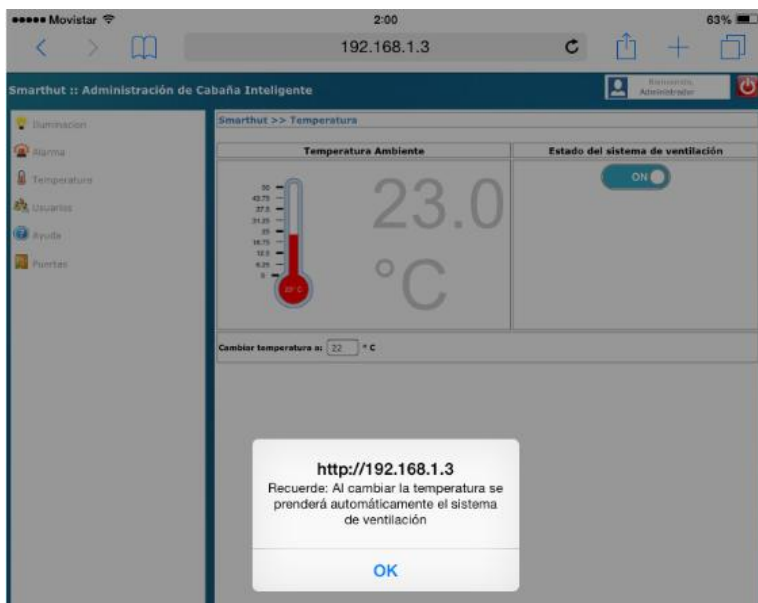 Movistar 2:00 63%
192.168.1.3
Smarthut :: Administración de Cabaña Inteligente
Bienvenido,
Administrador
Iluminacion
Alarma
Temperatura
Usuarios
Ayuda
Puertas
Smarthut >> Temperatura
Temperatura Ambiente
Estado del sistema de ventilación
50
43.75
37.5
31.25
25
18.75
12.5
6.25
0
23° C
23.0
°C
ON
Cambiar temperatura a: 22 ° C
http://192.168.1.3
Recuerde: Al cambiar la temperatura se
prenderá automáticamente el sistema
de ventilación
OK